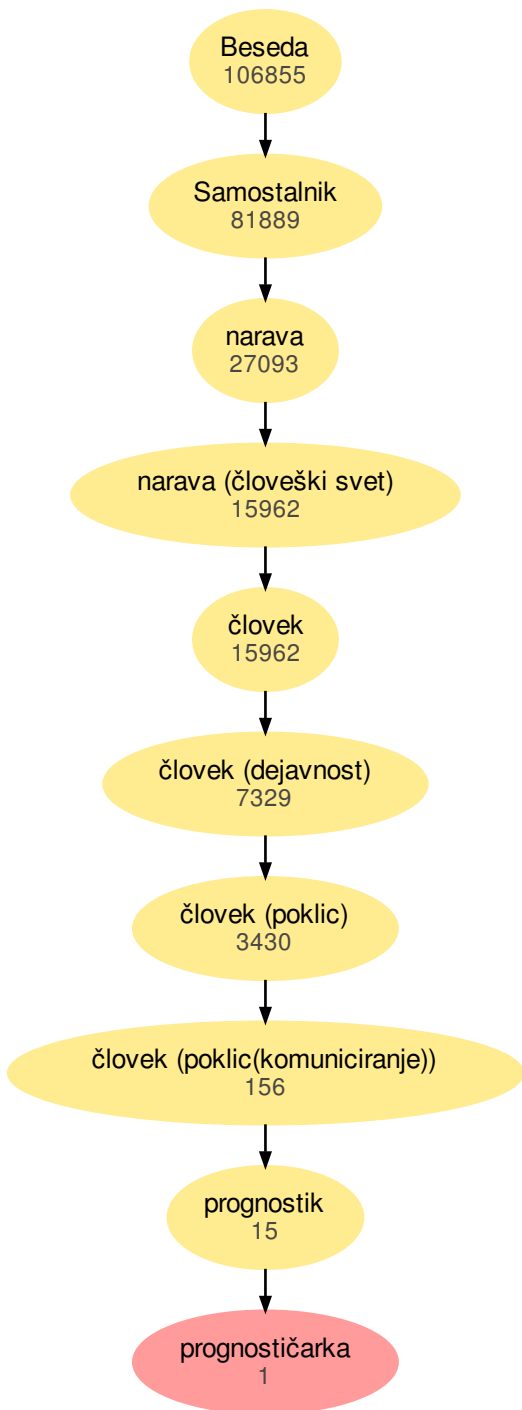 Beseda
106855
Samostalnik
81889
narava
27093
narava (človeški svet)
15962
človek
15962
človek (dejavnost)
7329
človek (poklic)
3430
človek (poklic(komuniciranje))
156
prognostik
15
prognostičarka
1